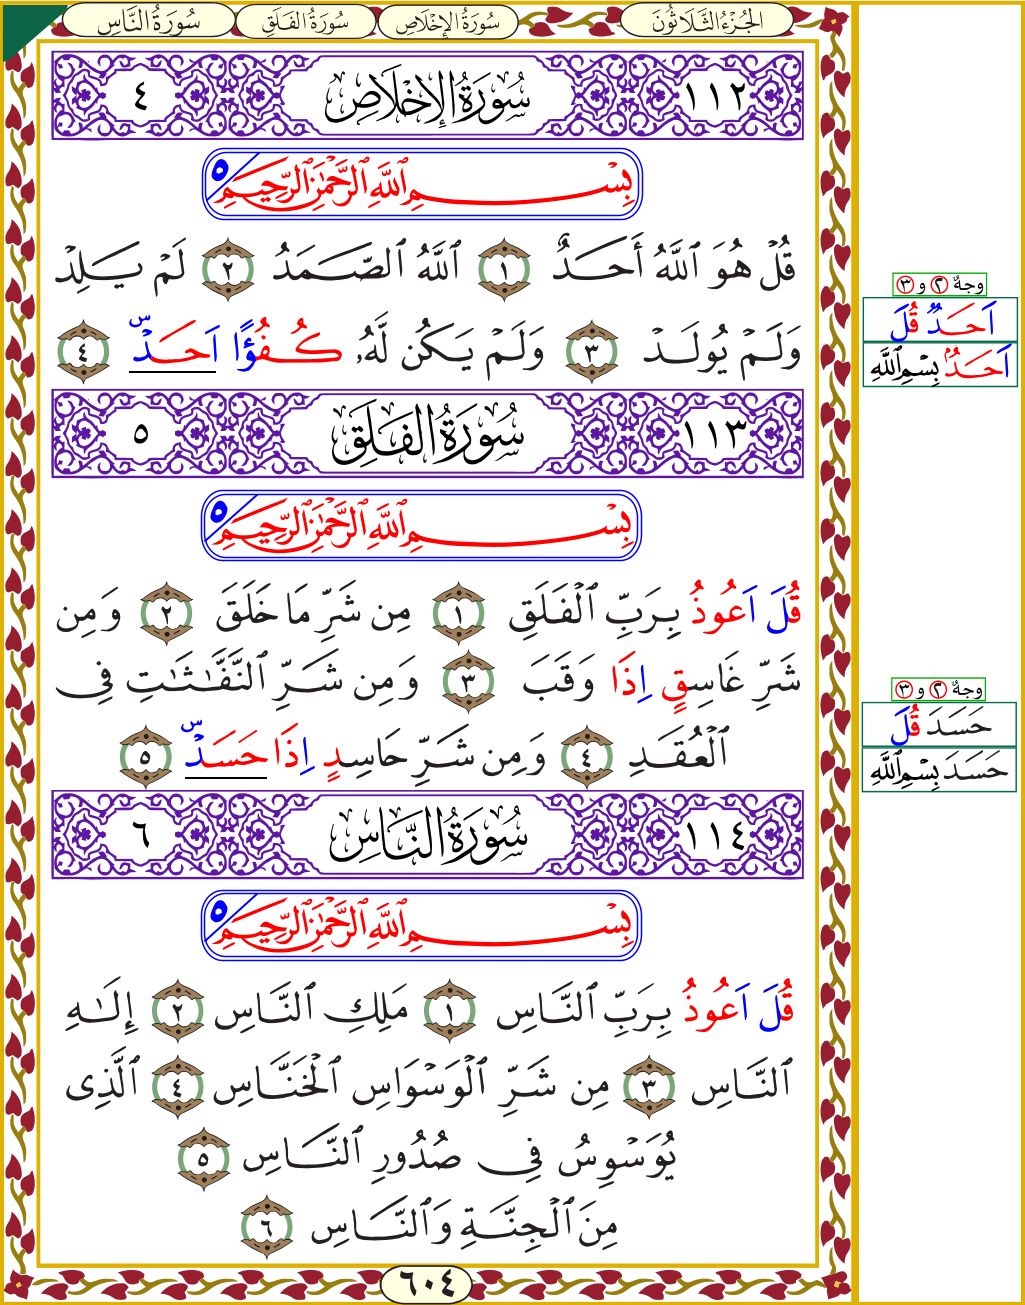 الجُزْءُ الثَّلَاثُونَ
سُورَةُ الإِخْلَاصِ
سُورَةُ الفَلَقِ
سُورَةُ النَّاسِ
١١٢ سُورَةُ الإِخْلَاصِ ٤
بِسْمِ ٱللَّهِ ٱلرَّحْمَٰنِ ٱلرَّحِيمِ ٥
قُلْ هُوَ ٱللَّهُ أَحَدٌ ١ ٱللَّهُ ٱلصَّمَدُ ٢ لَمْ يَلِدْ
وَلَمْ يُولَدْ ٣ وَلَمْ يَكُن لَّهُۥ كُفُؤًا اَحَدٌۢ س ٤
١١٣ سُورَةُ الفَلَقِ ٥
بِسْمِ ٱللَّهِ ٱلرَّحْمَٰنِ ٱلرَّحِيمِ ٥
قُلَ اَعُوذُ بِرَبِّ ٱلْفَلَقِ ١ مِن شَرِّ مَا خَلَقَ ٢ وَمِن
شَرِّ غَاسِقٍ اِذَا وَقَبَ ٣ وَمِن شَرِّ ٱلنَّفَّٰثَٰتِ فِى
ٱلْعُقَدِ ٤ وَمِن شَرِّ حَاسِدٍ اِذَا حَسَدَ س ٥
١١٤ سُورَةُ النَّاسِ ٦
بِسْمِ ٱللَّهِ ٱلرَّحْمَٰنِ ٱلرَّحِيمِ ٥
قُلَ اَعُوذُ بِرَبِّ ٱلنَّاسِ ١ مَلِكِ ٱلنَّاسِ ٢ إِلَٰهِ
ٱلنَّاسِ ٣ مِن شَرِّ ٱلْوَسْوَاسِ ٱلْخَنَّاسِ ٤ ٱلَّذِى
يُوَسْوِسُ فِى صُدُورِ ٱلنَّاسِ ٥
مِنَ ٱلْجِنَّةِ وَٱلنَّاسِ ٦
٦٠٤
وجهُ ٢ و ٣
اَحَدٌ قُلَ
اَحَدٌۢ بِسْمِ ٱللَّهِ
وجهُ ٢ و ٣
حَسَدَ قُلَ
حَسَدَ بِسْمِ ٱللَّهِ